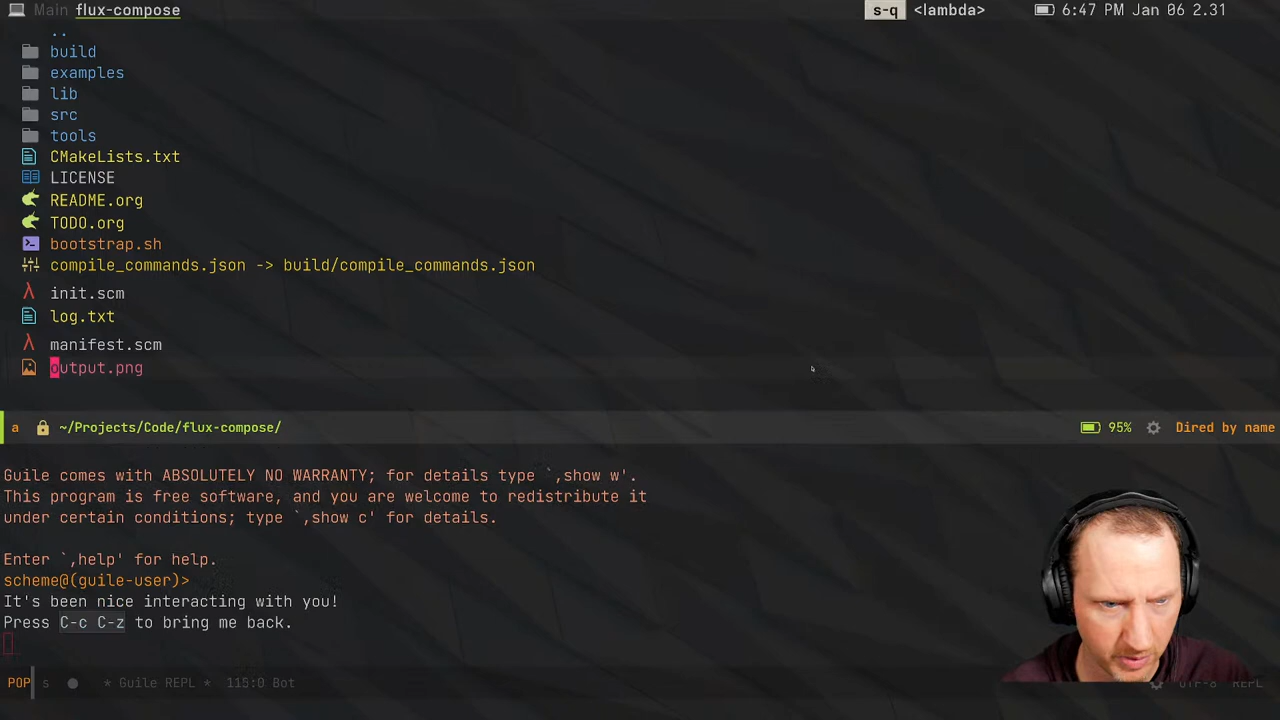 Main flux-compose s-q <lambda> 6:47 PM Jan 06 2.31
..
build
examples
lib
src
tools
CMakeLists.txt
LICENSE
README.org
TODO.org
bootstrap.sh
compile_commands.json -> build/compile_commands.json
init.scm
log.txt
manifest.scm
output.png
a ~/Projects/Code/flux-compose/ 95% Dired by name
Guile comes with ABSOLUTELY NO WARRANTY; for details type `,show w'.
This program is free software, and you are welcome to redistribute it
under certain conditions; type `,show c' for details.
Enter `,help' for help.
scheme@(guile-user)>
It's been nice interacting with you!
Press C-c C-z to bring me back.
POP s * Guile REPL * 115:0 Bot UTF-8 REPL